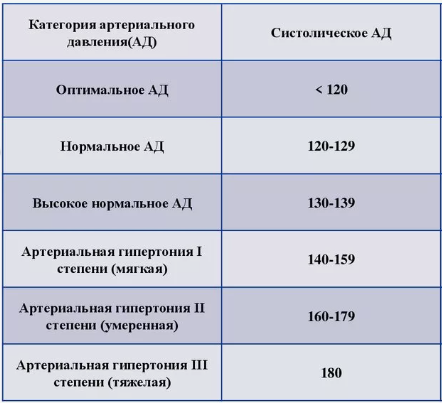 Категория артериального
давления(АД)
Систолическое АД
Оптимальное АД
< 120
Нормальное АД
120-129
Высокое нормальное АД
130-139
Артериальная гипертония I
степени (мягкая)
140-159
Артериальная гипертония II
степени (умеренная)
160-179
Артериальная гипертония III
степени (тяжелая)
180